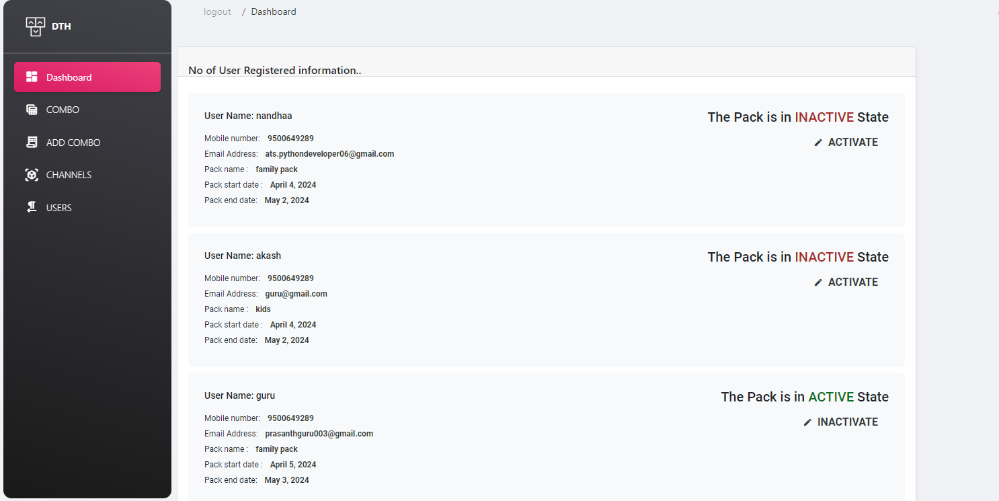 DTH
Dashboard
COMBO
ADD COMBO
CHANNELS
USERS
logout / Dashboard
No of User Registered information..
User Name: nandhaa
The Pack is in INACTIVE State
Mobile number: 9500649289
ACTIVATE
Email Address: ats.pythondeveloper06@gmail.com
Pack name : family pack
Pack start date : April 4, 2024
Pack end date: May 2, 2024
User Name: akash
The Pack is in INACTIVE State
Mobile number: 9500649289
ACTIVATE
Email Address: guru@gmail.com
Pack name : kids
Pack start date : April 4, 2024
Pack end date: May 2, 2024
User Name: guru
The Pack is in ACTIVE State
Mobile number: 9500649289
INACTIVATE
Email Address: prasanthguru003@gmail.com
Pack name : family pack
Pack start date : April 5, 2024
Pack end date: May 3, 2024